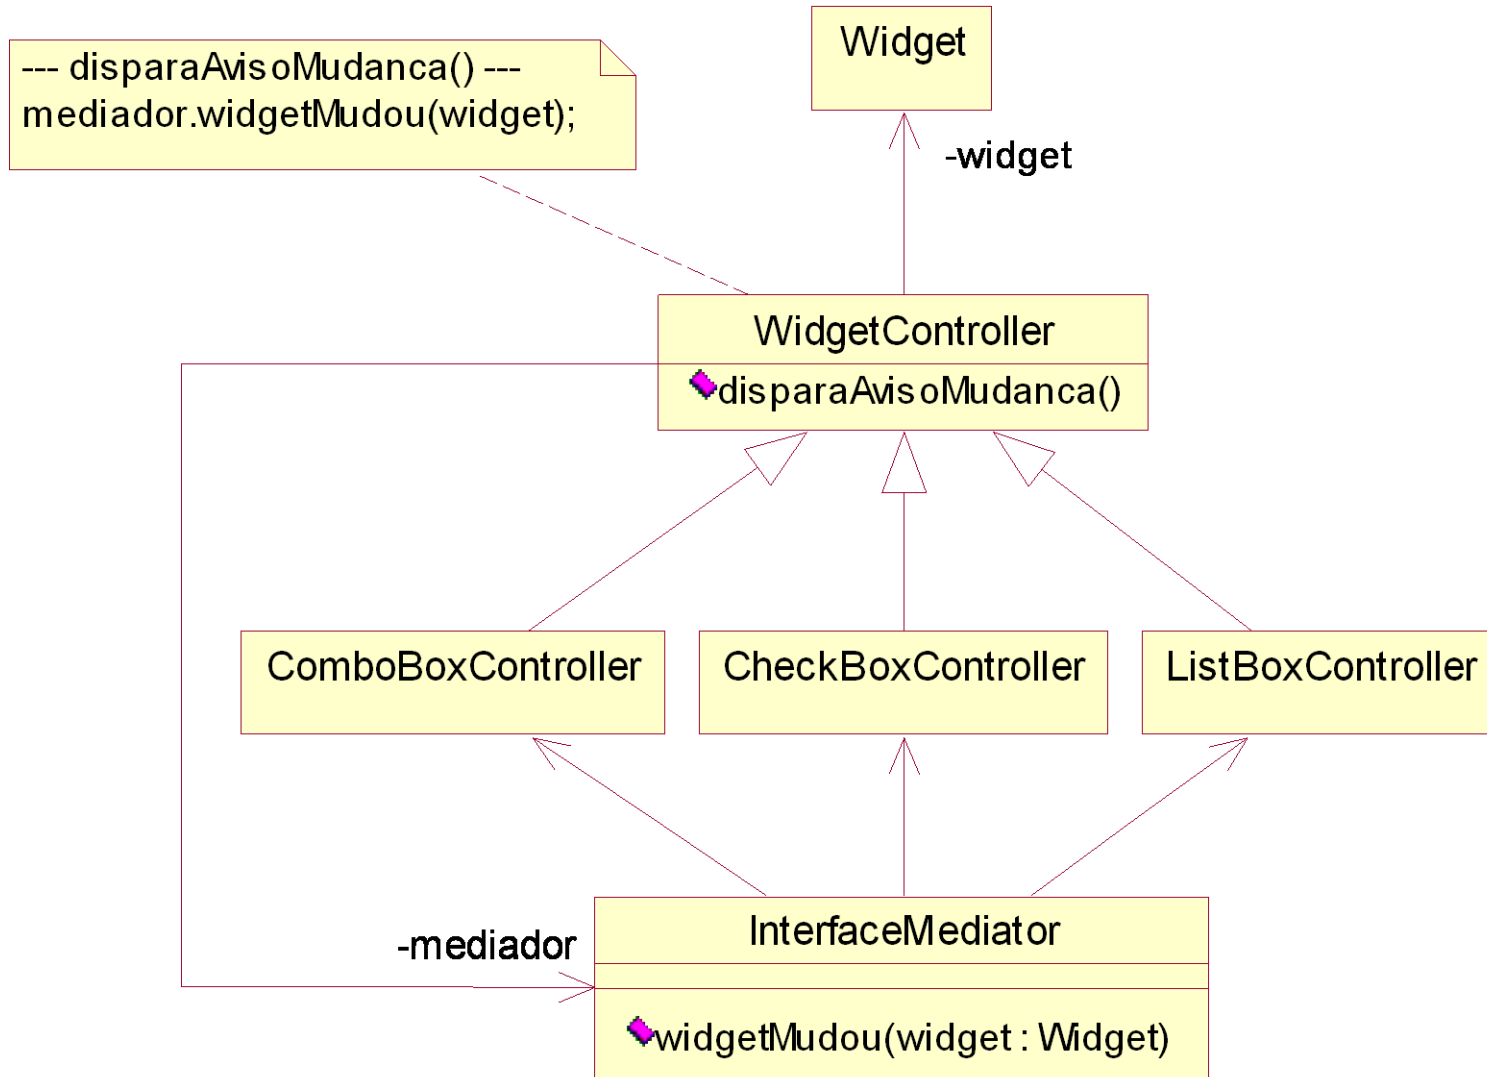 --- disparaAvisoMudanca() ---
mediador.widgetMudou(widget);
Widget
-widget
WidgetController
disparaAvisoMudanca()
ComboBoxController
CheckBoxController
ListBoxController
-mediador
InterfaceMediator
widgetMudou(widget : Widget)